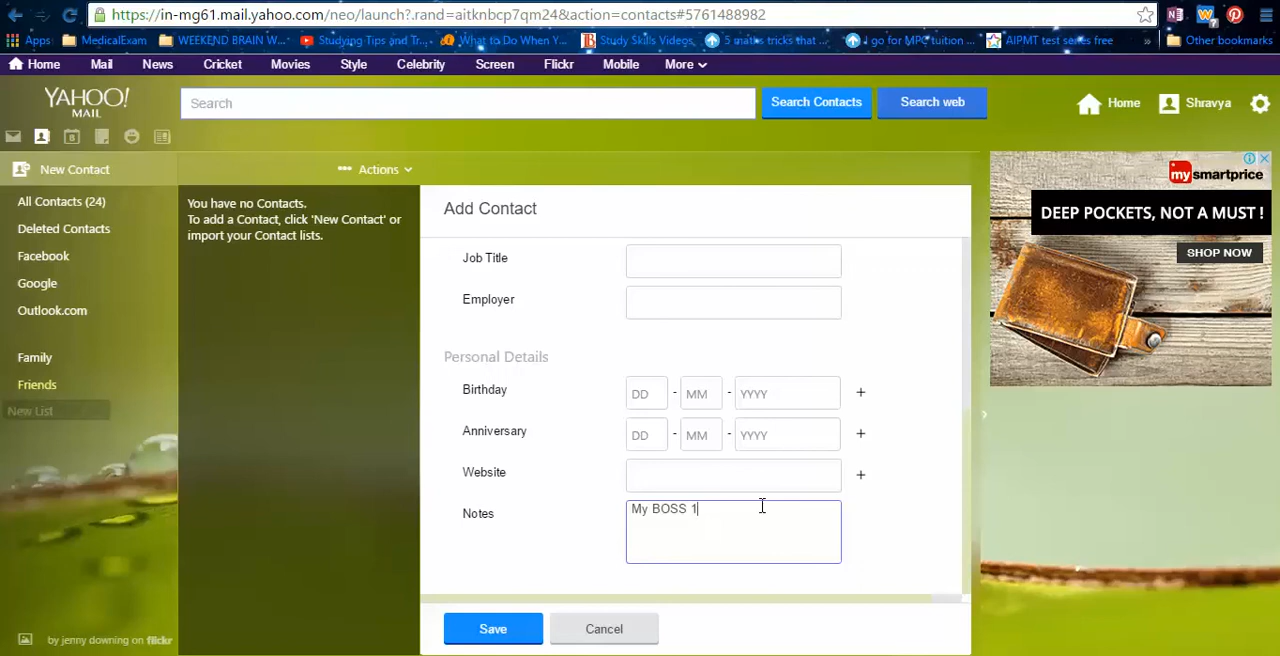 https://in-mg61.mail.yahoo.com/neo/launch?.rand=aitknbcp7qm24&action=contacts#5761488982
Apps MedicalExam WEEKEND BRAIN W... Studying Tips and Tr... What to Do When Y... Study Skills Videos, 5 maths tricks that ... I go for MPC tuition ... AIPMT test series free » Other bookmarks
Home Mail News Cricket Movies Style Celebrity Screen Flickr Mobile More
YAHOO!
MAIL
Search
Search Contacts
Search web
Home
Shravya
New Contact
••• Actions
All Contacts (24)
Deleted Contacts
Facebook
Google
Outlook.com
Family
Friends
New List
You have no Contacts.
To add a Contact, click 'New Contact' or
import your Contact lists.
Add Contact
Job Title
Employer
Personal Details
Birthday DD - MM - YYYY +
Anniversary DD - MM - YYYY +
Website +
Notes My BOSS 1
Save Cancel
mysmartprice
DEEP POCKETS, NOT A MUST !
SHOP NOW
by jenny downing on flickr